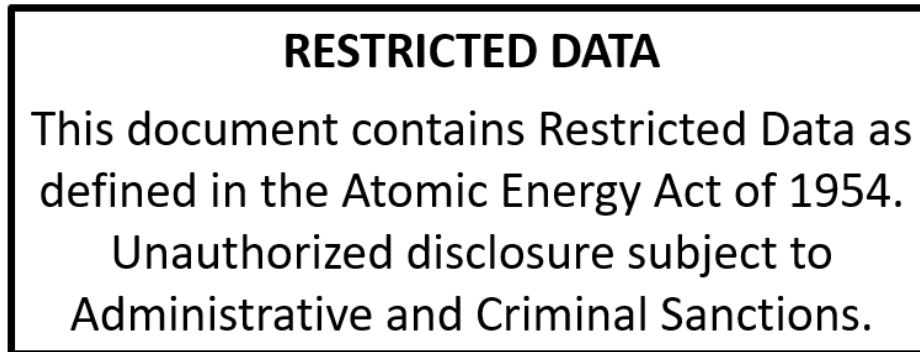 RESTRICTED DATA
This document contains Restricted Data as
defined in the Atomic Energy Act of 1954.
Unauthorized disclosure subject to
Administrative and Criminal Sanctions.